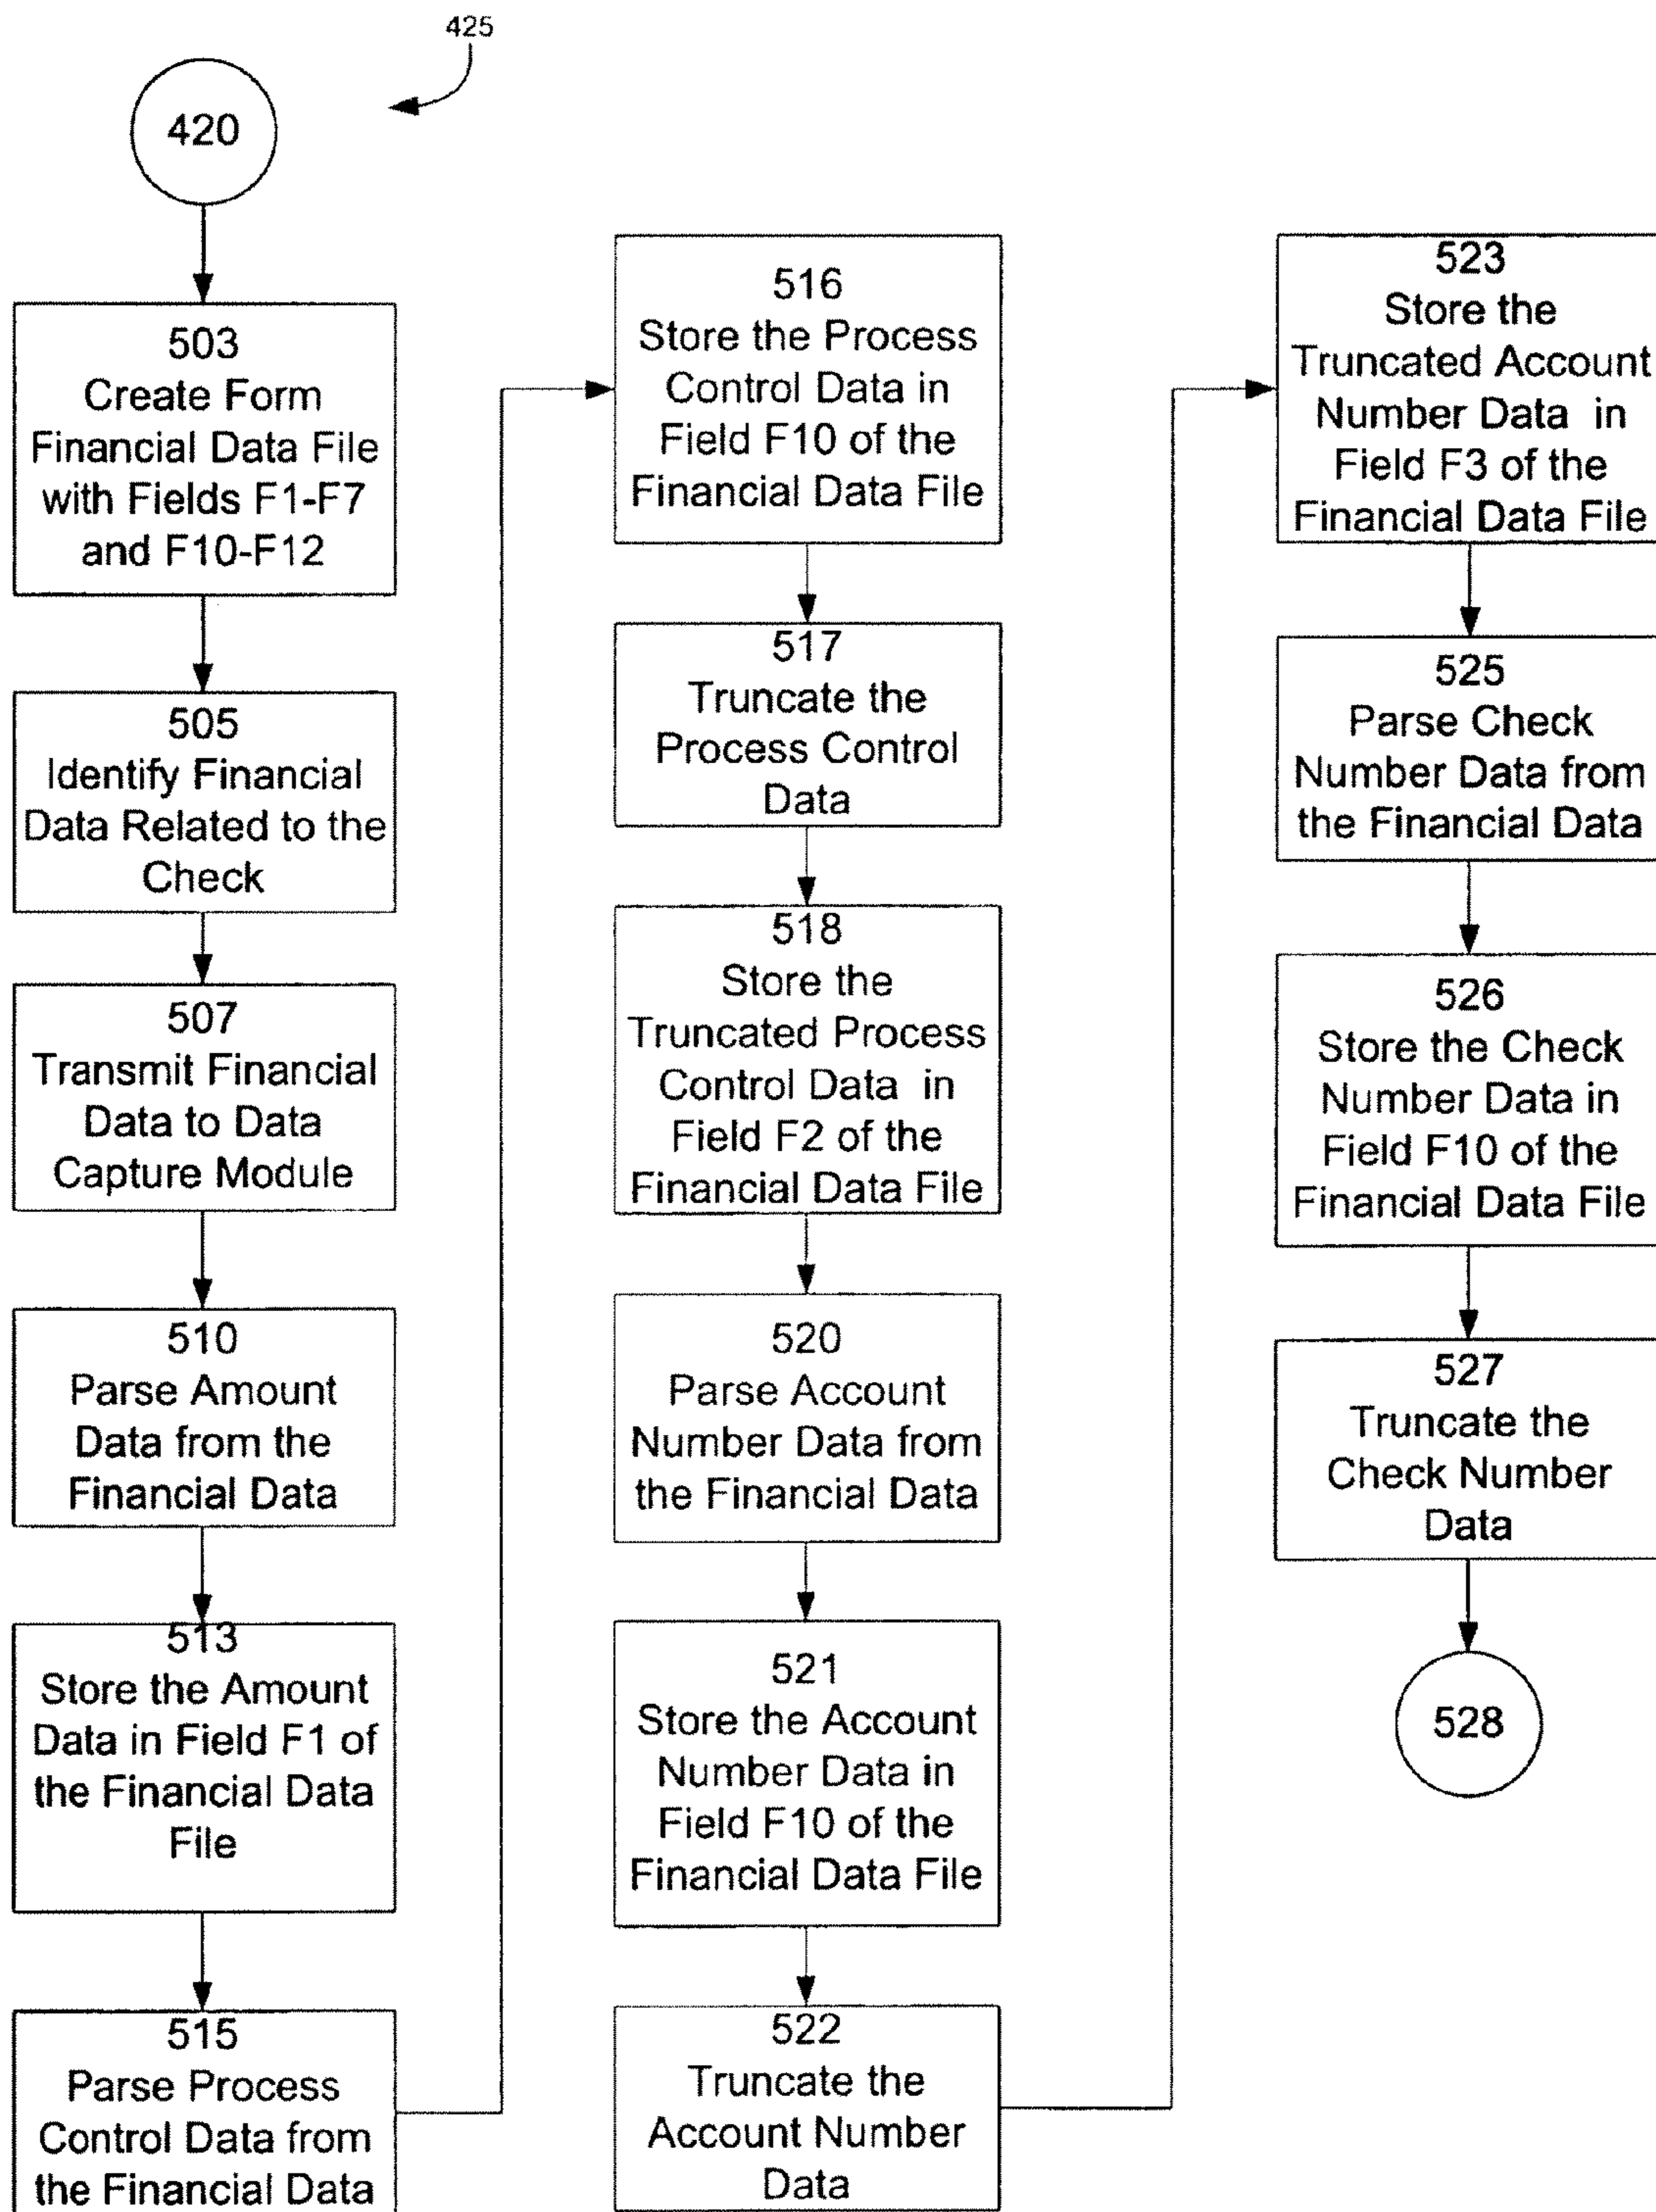 425
420
503
Create Form
Financial Data File
with Fields F1-F7
and F10-F12
505
Identify Financial
Data Related to the
Check
507
Transmit Financial
Data to Data
Capture Module
510
Parse Amount
Data from the
Financial Data
513
Store the Amount
Data in Field F1 of
the Financial Data
File
515
Parse Process
Control Data from
the Financial Data
516
Store the Process
Control Data in
Field F10 of the
Financial Data File
517
Truncate the
Process Control
Data
518
Store the
Truncated Process
Control Data in
Field F2 of the
Financial Data File
520
Parse Account
Number Data from
the Financial Data
521
Store the Account
Number Data in
Field F10 of the
Financial Data File
522
Truncate the
Account Number
Data
523
Store the
Truncated Account
Number Data in
Field F3 of the
Financial Data File
525
Parse Check
Number Data from
the Financial Data
526
Store the Check
Number Data in
Field F10 of the
Financial Data File
527
Truncate the
Check Number
Data
528